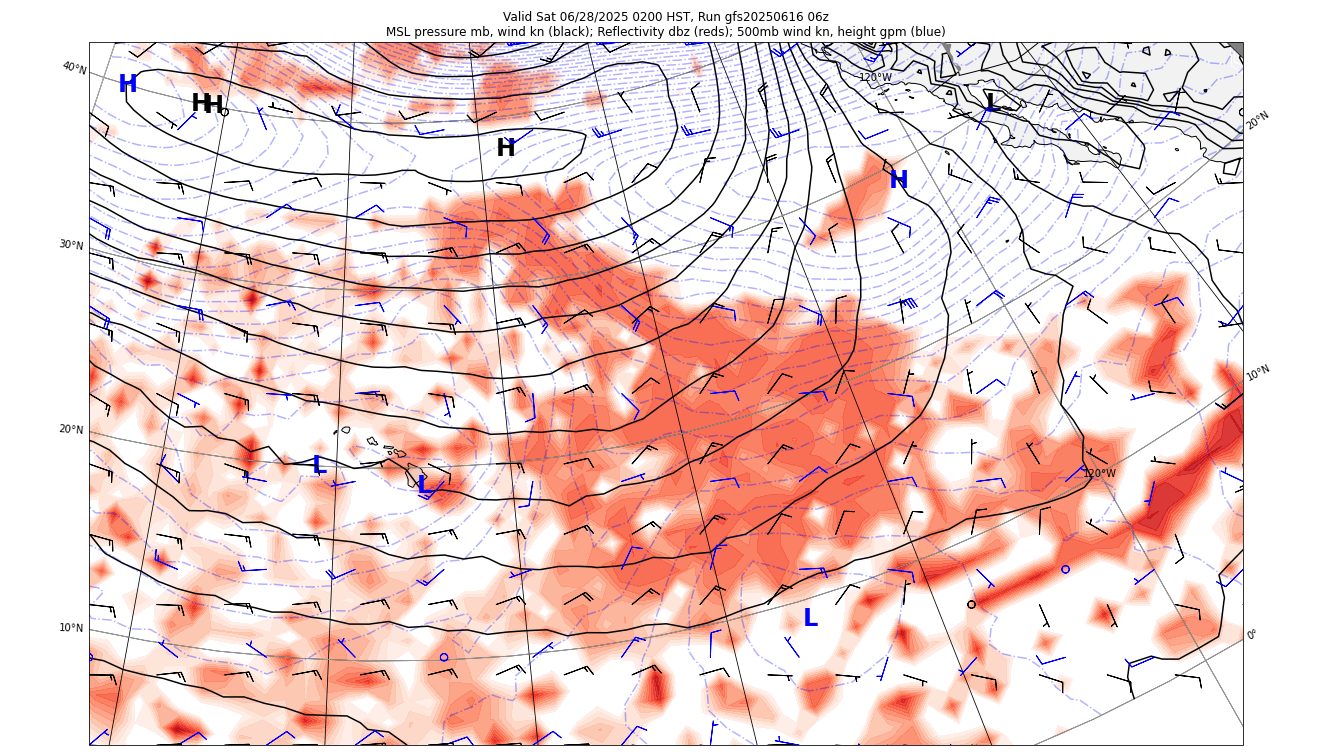 Valid Sat 06/28/2025 0200 HST, Run gfs20250616 06z
MSL pressure mb, wind kn (black); Reflectivity dbz (reds); 500mb wind kn, height gpm (blue)
40°N
120°W
H
HH
L
20°N
H
H
30°N
10°N
20°N
L
L
120°W
10°N
L
0°